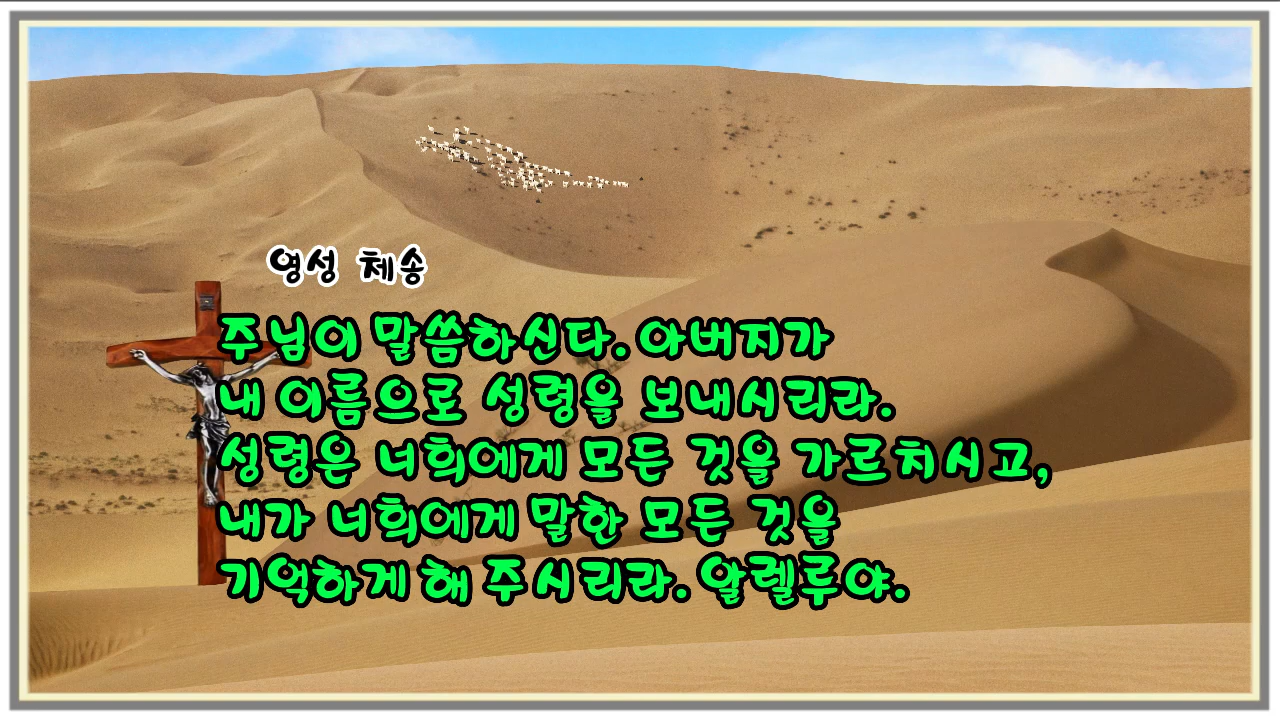 영성 체송
주님이 말씀하신다. 아버지가
내 이름으로 성령을 보내시리라.
성령은 너희에게 모든 것을 가르치시고,
내가 너희에게 말한 모든 것을
기억하게 해 주시리라. 알렐루야.